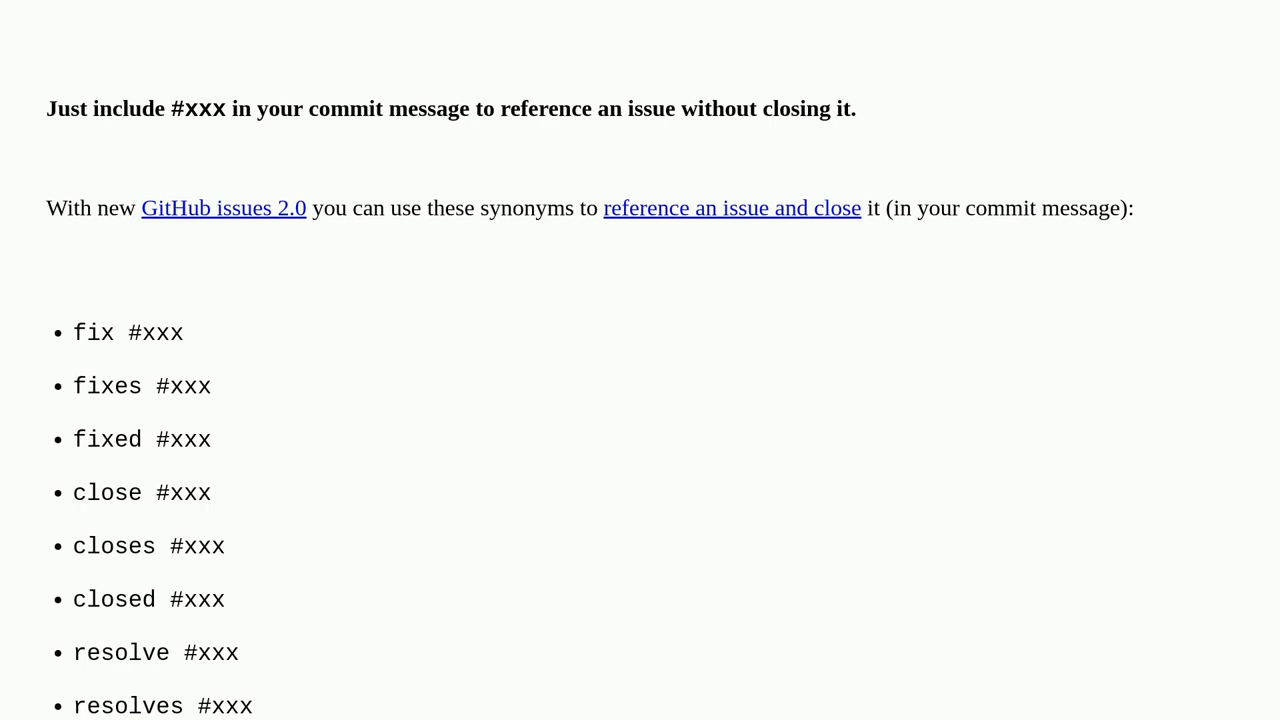 Just include #xxx in your commit message to reference an issue without closing it.
With new GitHub issues 2.0 you can use these synonyms to reference an issue and close it (in your commit message):
• fix #xxx
• fixes #xxx
• fixed #xxx
• close #xxx
• closes #xxx
• closed #xxx
• resolve #xxx
• resolves #xxx